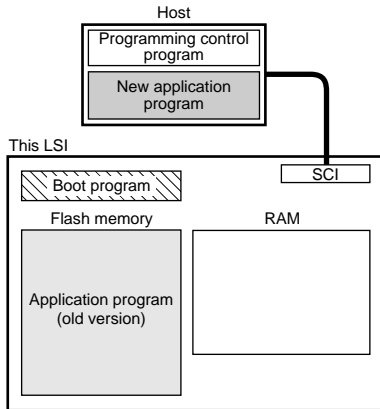 Host
Programming control
program
New application
program
This LSI
SCI
Boot program
Flash memory
RAM
Application program
(old version)